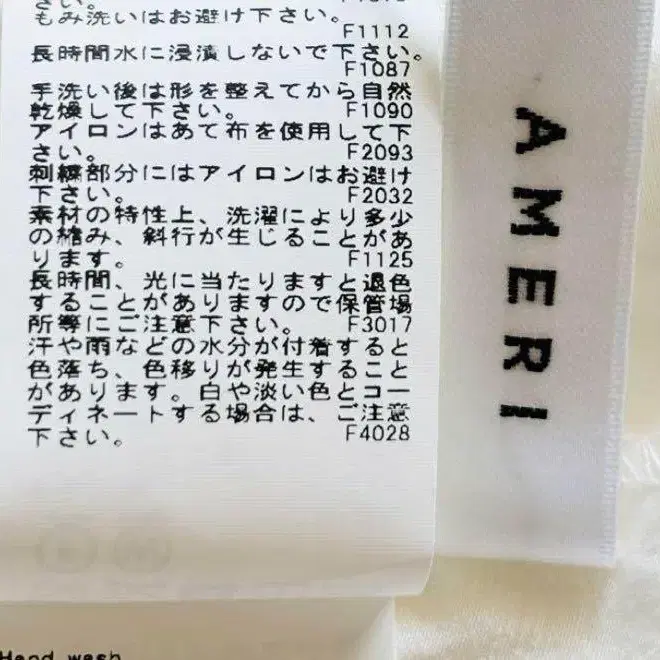 さい。
もみ洗いはお避け下さい。
F1112
長時間水に浸漬しないで下さい。
F1087
手洗い後は形を整えてから自然
乾燥して下さい。 F1090
アイロンはあて布を使用して下
さい。 F2093
刺繍部分にはアイロンはお避け
下さい。 F2032
素材の特性上、洗濯により多少
の縮み、斜行が生じることがあ
ります。 F1125
長時間、光に当たりますと退色
することがありますので保管場
所等にご注意下さい。 F3017
汗や雨などの水分が付着すると
色落ち、色移りが発生すること
があります。白や淡い色とコー
ディネートする場合は、ご注意
下さい。 F4028
AMERI
Hand wash